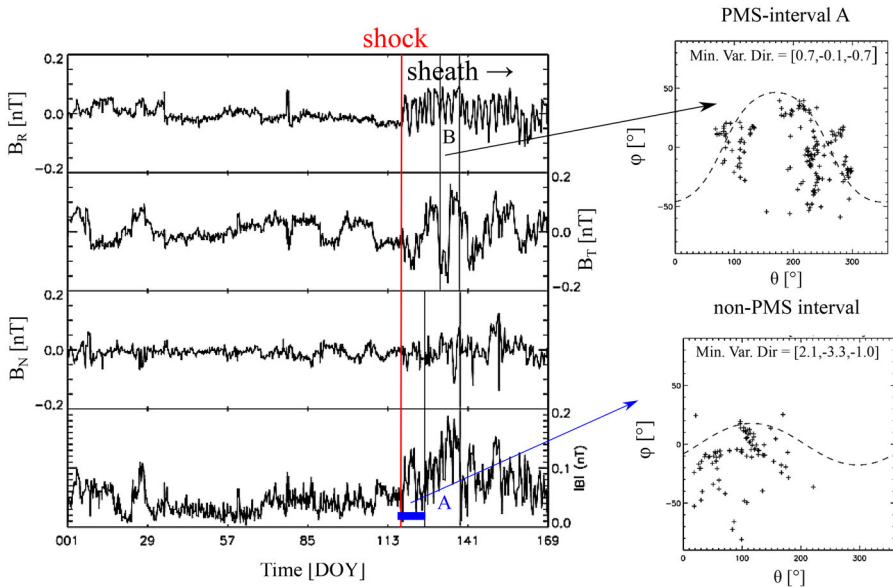 shock
sheath →
0.2
0.0
−0.2
B_R [nT]
B
0.2
0.0
−0.2
B_T [nT]
0.2
0.0
−0.2
B_N [nT]
0.2
0.1
0.0
|B| (nT)
A
001 29 57 85 113 141 169
Time [DOY]
PMS-interval A
Min. Var. Dir. = [0.7,-0.1,-0.7]
50
0
−50
φ [°]
0 100 200 300
θ [°]
non-PMS interval
Min. Var. Dir = [2.1,-3.3,-1.0]
50
0
−50
φ [°]
0 100 200 300
θ [°]